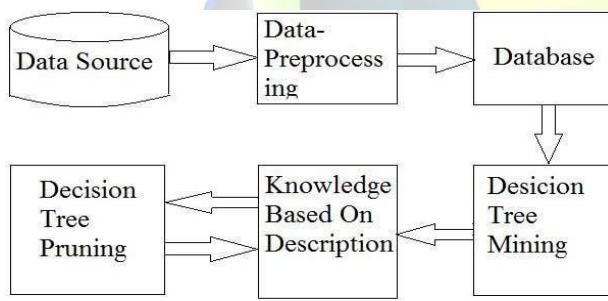 Data Source
Data-
Preprocess
ing
Database
Decision
Tree
Pruning
Knowledge
Based On
Description
Desicion
Tree
Mining